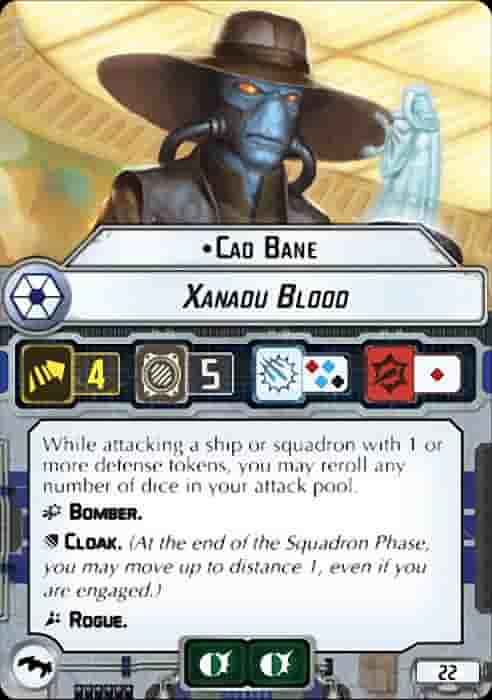 •Cad Bane
Xanadu Blood
4
5
While attacking a ship or squadron with 1 or
more defense tokens, you may reroll any
number of dice in your attack pool.
Bomber.
Cloak. (At the end of the Squadron Phase,
you may move up to distance 1, even if you
are engaged.)
Rogue.
22